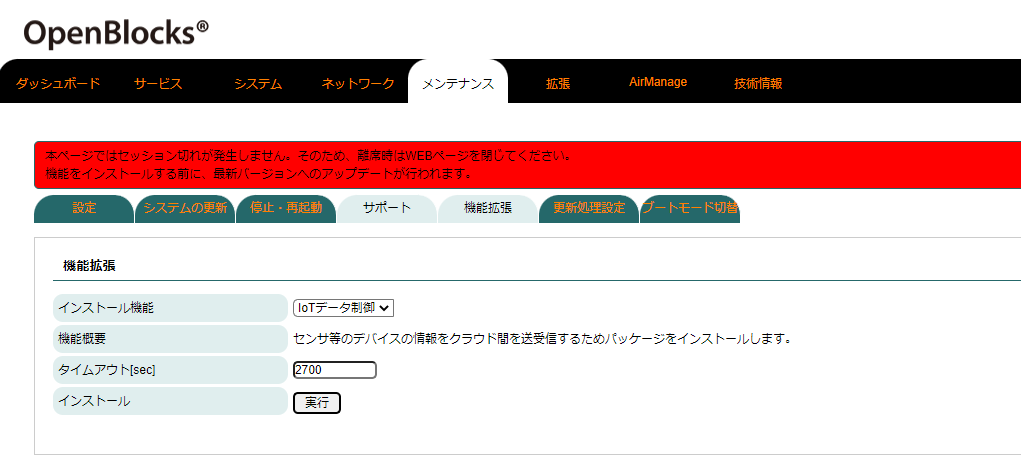 OpenBlocks®
ダッシュボード サービス システム ネットワーク メンテナンス 拡張 AirManage 技術情報
本ページではセッション切れが発生しません。そのため、離席時はWEBページを閉じてください。
機能をインストールする前に、最新バージョンへのアップデートが行われます。
設定 システムの更新 停止・再起動 サポート 機能拡張 更新処理設定 ブートモード切替
機能拡張
インストール機能 IoTデータ制御
機能概要 センサ等のデバイスの情報をクラウド間を送受信するためパッケージをインストールします。
タイムアウト[sec] 2700
インストール 実行